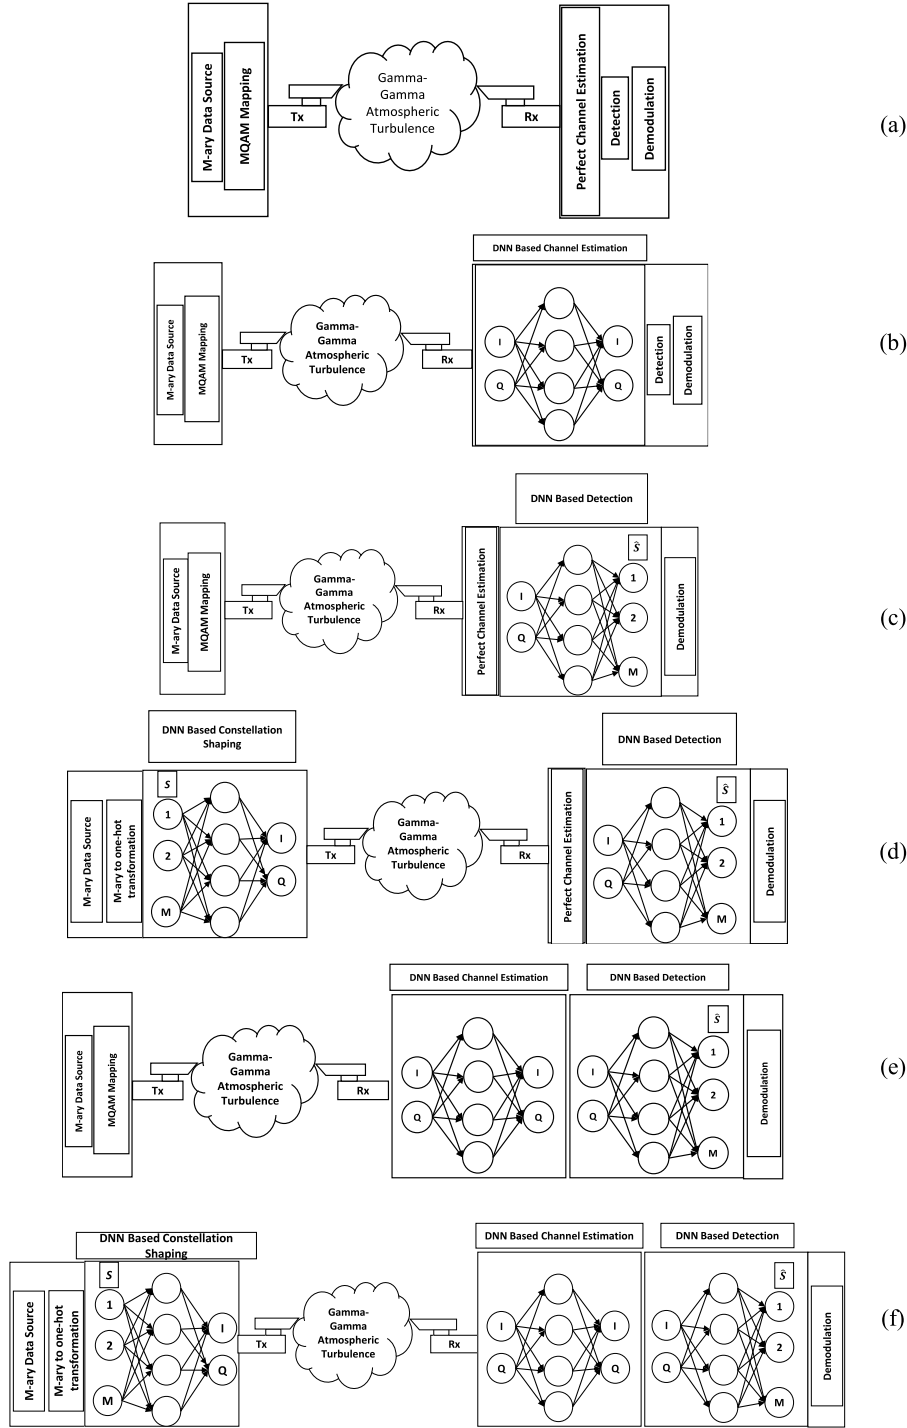 M-ary Data Source
MQAM Mapping
Tx
Gamma-
Gamma
Atmospheric
Turbulence
Rx
Perfect Channel Estimation
Detection
Demodulation
(a)
DNN Based Channel Estimation
M-ary Data Source
MQAM Mapping
Tx
Gamma-
Gamma
Atmospheric
Turbulence
Rx
I
Q
I
Q
Detection
Demodulation
(b)
DNN Based Detection
M-ary Data Source
MQAM Mapping
Tx
Gamma-
Gamma
Atmospheric
Turbulence
Rx
Perfect Channel Estimation
I
Q
Ŝ
1
2
M
Demodulation
(c)
DNN Based Constellation
Shaping
DNN Based Detection
M-ary Data Source
M-ary to one-hot
transformation
S
1
2
M
I
Q
Tx
Gamma-
Gamma
Atmospheric
Turbulence
Rx
Perfect Channel Estimation
I
Q
Ŝ
1
2
M
Demodulation
(d)
DNN Based Channel Estimation
DNN Based Detection
M-ary Data Source
MQAM Mapping
Tx
Gamma-
Gamma
Atmospheric
Turbulence
Rx
I
Q
I
Q
I
Q
Ŝ
1
2
M
Demodulation
(e)
DNN Based Constellation
Shaping
DNN Based Channel Estimation
DNN Based Detection
M-ary Data Source
M-ary to one-hot
transformation
S
1
2
M
I
Q
Tx
Gamma-
Gamma
Atmospheric
Turbulence
Rx
I
Q
I
Q
I
Q
Ŝ
1
2
M
Demodulation
(f)